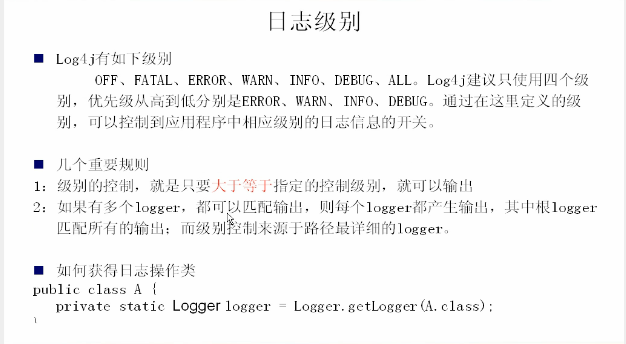 日志级别
■ Log4j有如下级别
OFF、FATAL、ERROR、WARN、INFO、DEBUG、ALL。Log4j建议只使用四个级
别，优先级从高到低分别是ERROR、WARN、INFO、DEBUG。通过在这里定义的级
别，可以控制到应用程序中相应级别的日志信息的开关。
■ 几个重要规则
1：级别的控制，就是只要大于等于指定的控制级别，就可以输出
2：如果有多个logger，都可以匹配输出，则每个logger都产生输出，其中根logger
匹配所有的输出；而级别控制来源于路径最详细的logger。
■ 如何获得日志操作类
public class A {
private static Logger logger = Logger.getLogger(A.class);
}